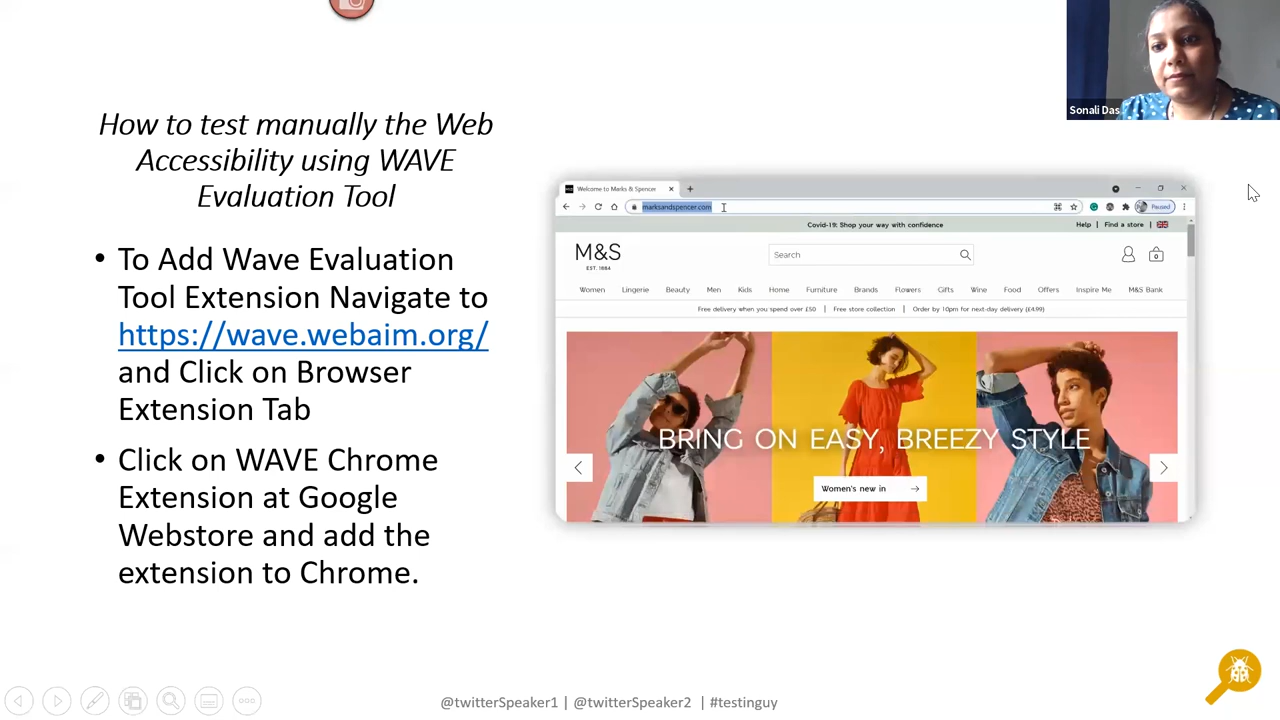 Sonali Das
How to test manually the Web
Accessibility using WAVE
Evaluation Tool
• To Add Wave Evaluation
Tool Extension Navigate to
https://wave.webaim.org/
and Click on Browser
Extension Tab
• Click on WAVE Chrome
Extension at Google
Webstore and add the
extension to Chrome.
Welcome to Marks & Spencer
marksandspencer.com
Paused
Covid-19: Shop your way with confidence
Help | Find a store |
M&S
EST. 1884
Search
0
Women Lingerie Beauty Men Kids Home Furniture Brands Flowers Gifts Wine Food Offers Inspire Me M&S Bank
Free delivery when you spend over £50 | Free store collection | Order by 10pm for next-day delivery (£4.99)
BRING ON EASY, BREEZY STYLE
Women's new in →
@twitterSpeaker1 | @twitterSpeaker2 | #testinguy